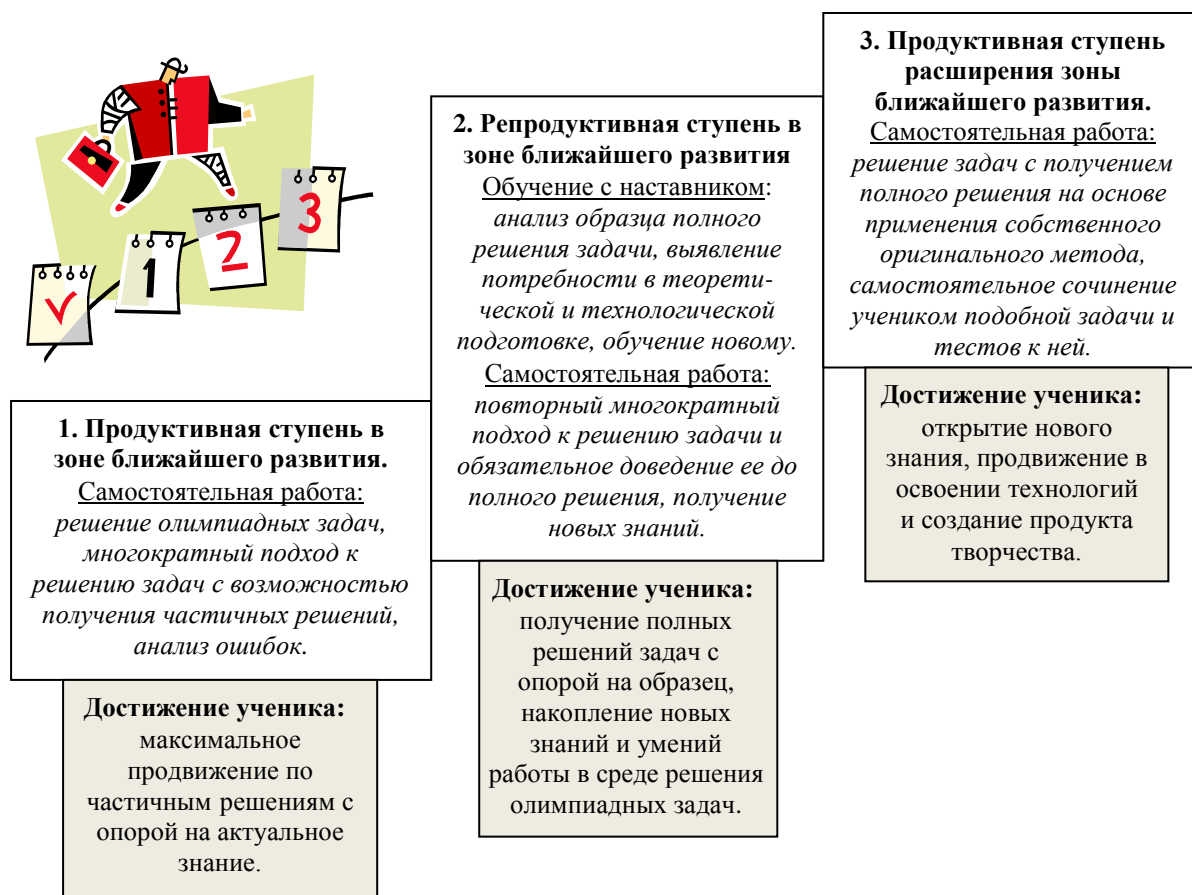 1
2
3
1. Продуктивная ступень в
зоне ближайшего развития.
Самостоятельная работа:
решение олимпиадных задач,
многократный подход к
решению задач с возможностью
получения частичных решений,
анализ ошибок.
Достижение ученика:
максимальное
продвижение по
частичным решениям с
опорой на актуальное
знание.
2. Репродуктивная ступень в
зоне ближайшего развития
Обучение с наставником:
анализ образца полного
решения задачи, выявление
потребности в теорети-
ческой и технологической
подготовке, обучение новому.
Самостоятельная работа:
повторный многократный
подход к решению задачи и
обязательное доведение ее до
полного решения, получение
новых знаний.
Достижение ученика:
получение полных
решений задач с
опорой на образец,
накопление новых
знаний и умений
работы в среде решения
олимпиадных задач.
3. Продуктивная ступень
расширения зоны
ближайшего развития.
Самостоятельная работа:
решение задач с получением
полного решения на основе
применения собственного
оригинального метода,
самостоятельное сочинение
учеником подобной задачи и
тестов к ней.
Достижение ученика:
открытие нового
знания, продвижение в
освоении технологий
и создание продукта
творчества.